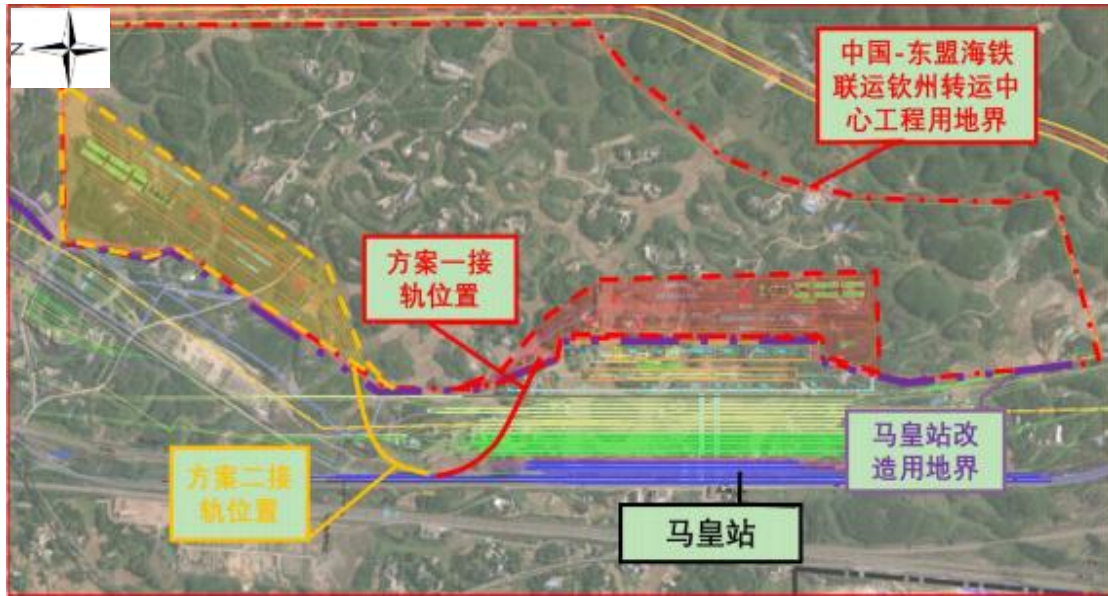 N
中国-东盟海铁
联运钦州转运中
心工程用地界
方案一接
轨位置
马皇站改
造用地界
方案二接
轨位置
马皇站